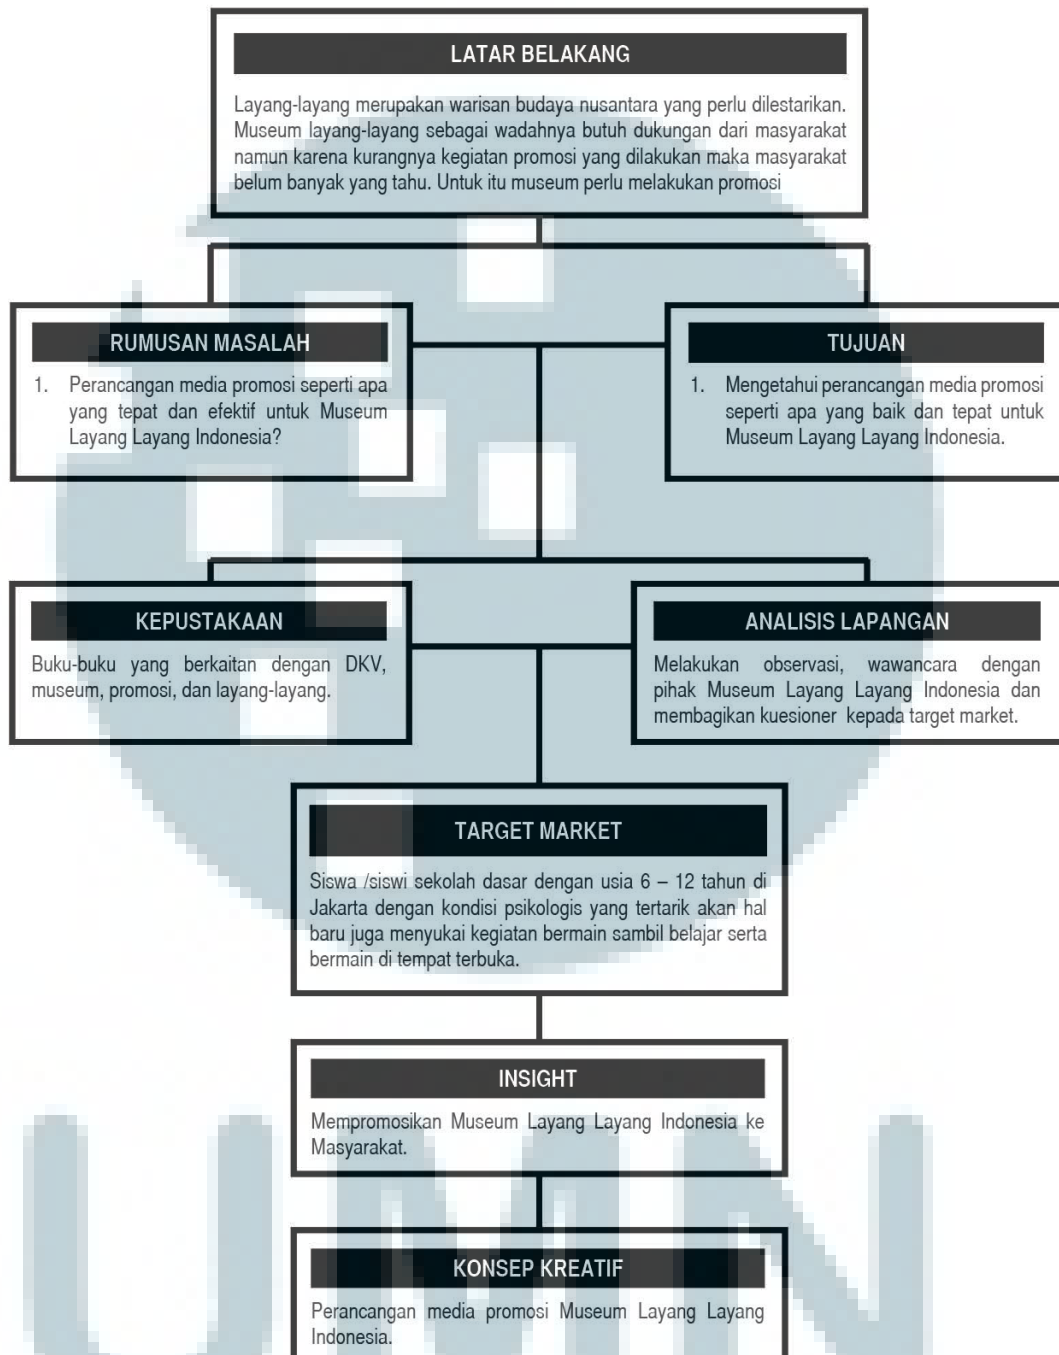 LATAR BELAKANG
Layang-layang merupakan warisan budaya nusantara yang perlu dilestarikan.
Museum layang-layang sebagai wadahnya butuh dukungan dari masyarakat
namun karena kurangnya kegiatan promosi yang dilakukan maka masyarakat
belum banyak yang tahu. Untuk itu museum perlu melakukan promosi
RUMUSAN MASALAH
1. Perancangan media promosi seperti apa
yang tepat dan efektif untuk Museum
Layang Layang Indonesia?
TUJUAN
1. Mengetahui perancangan media promosi
seperti apa yang baik dan tepat untuk
Museum Layang Layang Indonesia.
KEPUSTAKAAN
Buku-buku yang berkaitan dengan DKV,
museum, promosi, dan layang-layang.
ANALISIS LAPANGAN
Melakukan observasi, wawancara dengan
pihak Museum Layang Layang Indonesia dan
membagikan kuesioner kepada target market.
TARGET MARKET
Siswa /siswi sekolah dasar dengan usia 6 – 12 tahun di
Jakarta dengan kondisi psikologis yang tertarik akan hal
baru juga menyukai kegiatan bermain sambil belajar serta
bermain di tempat terbuka.
INSIGHT
Mempromosikan Museum Layang Layang Indonesia ke
Masyarakat.
KONSEP KREATIF
Perancangan media promosi Museum Layang Layang
Indonesia.
UMN